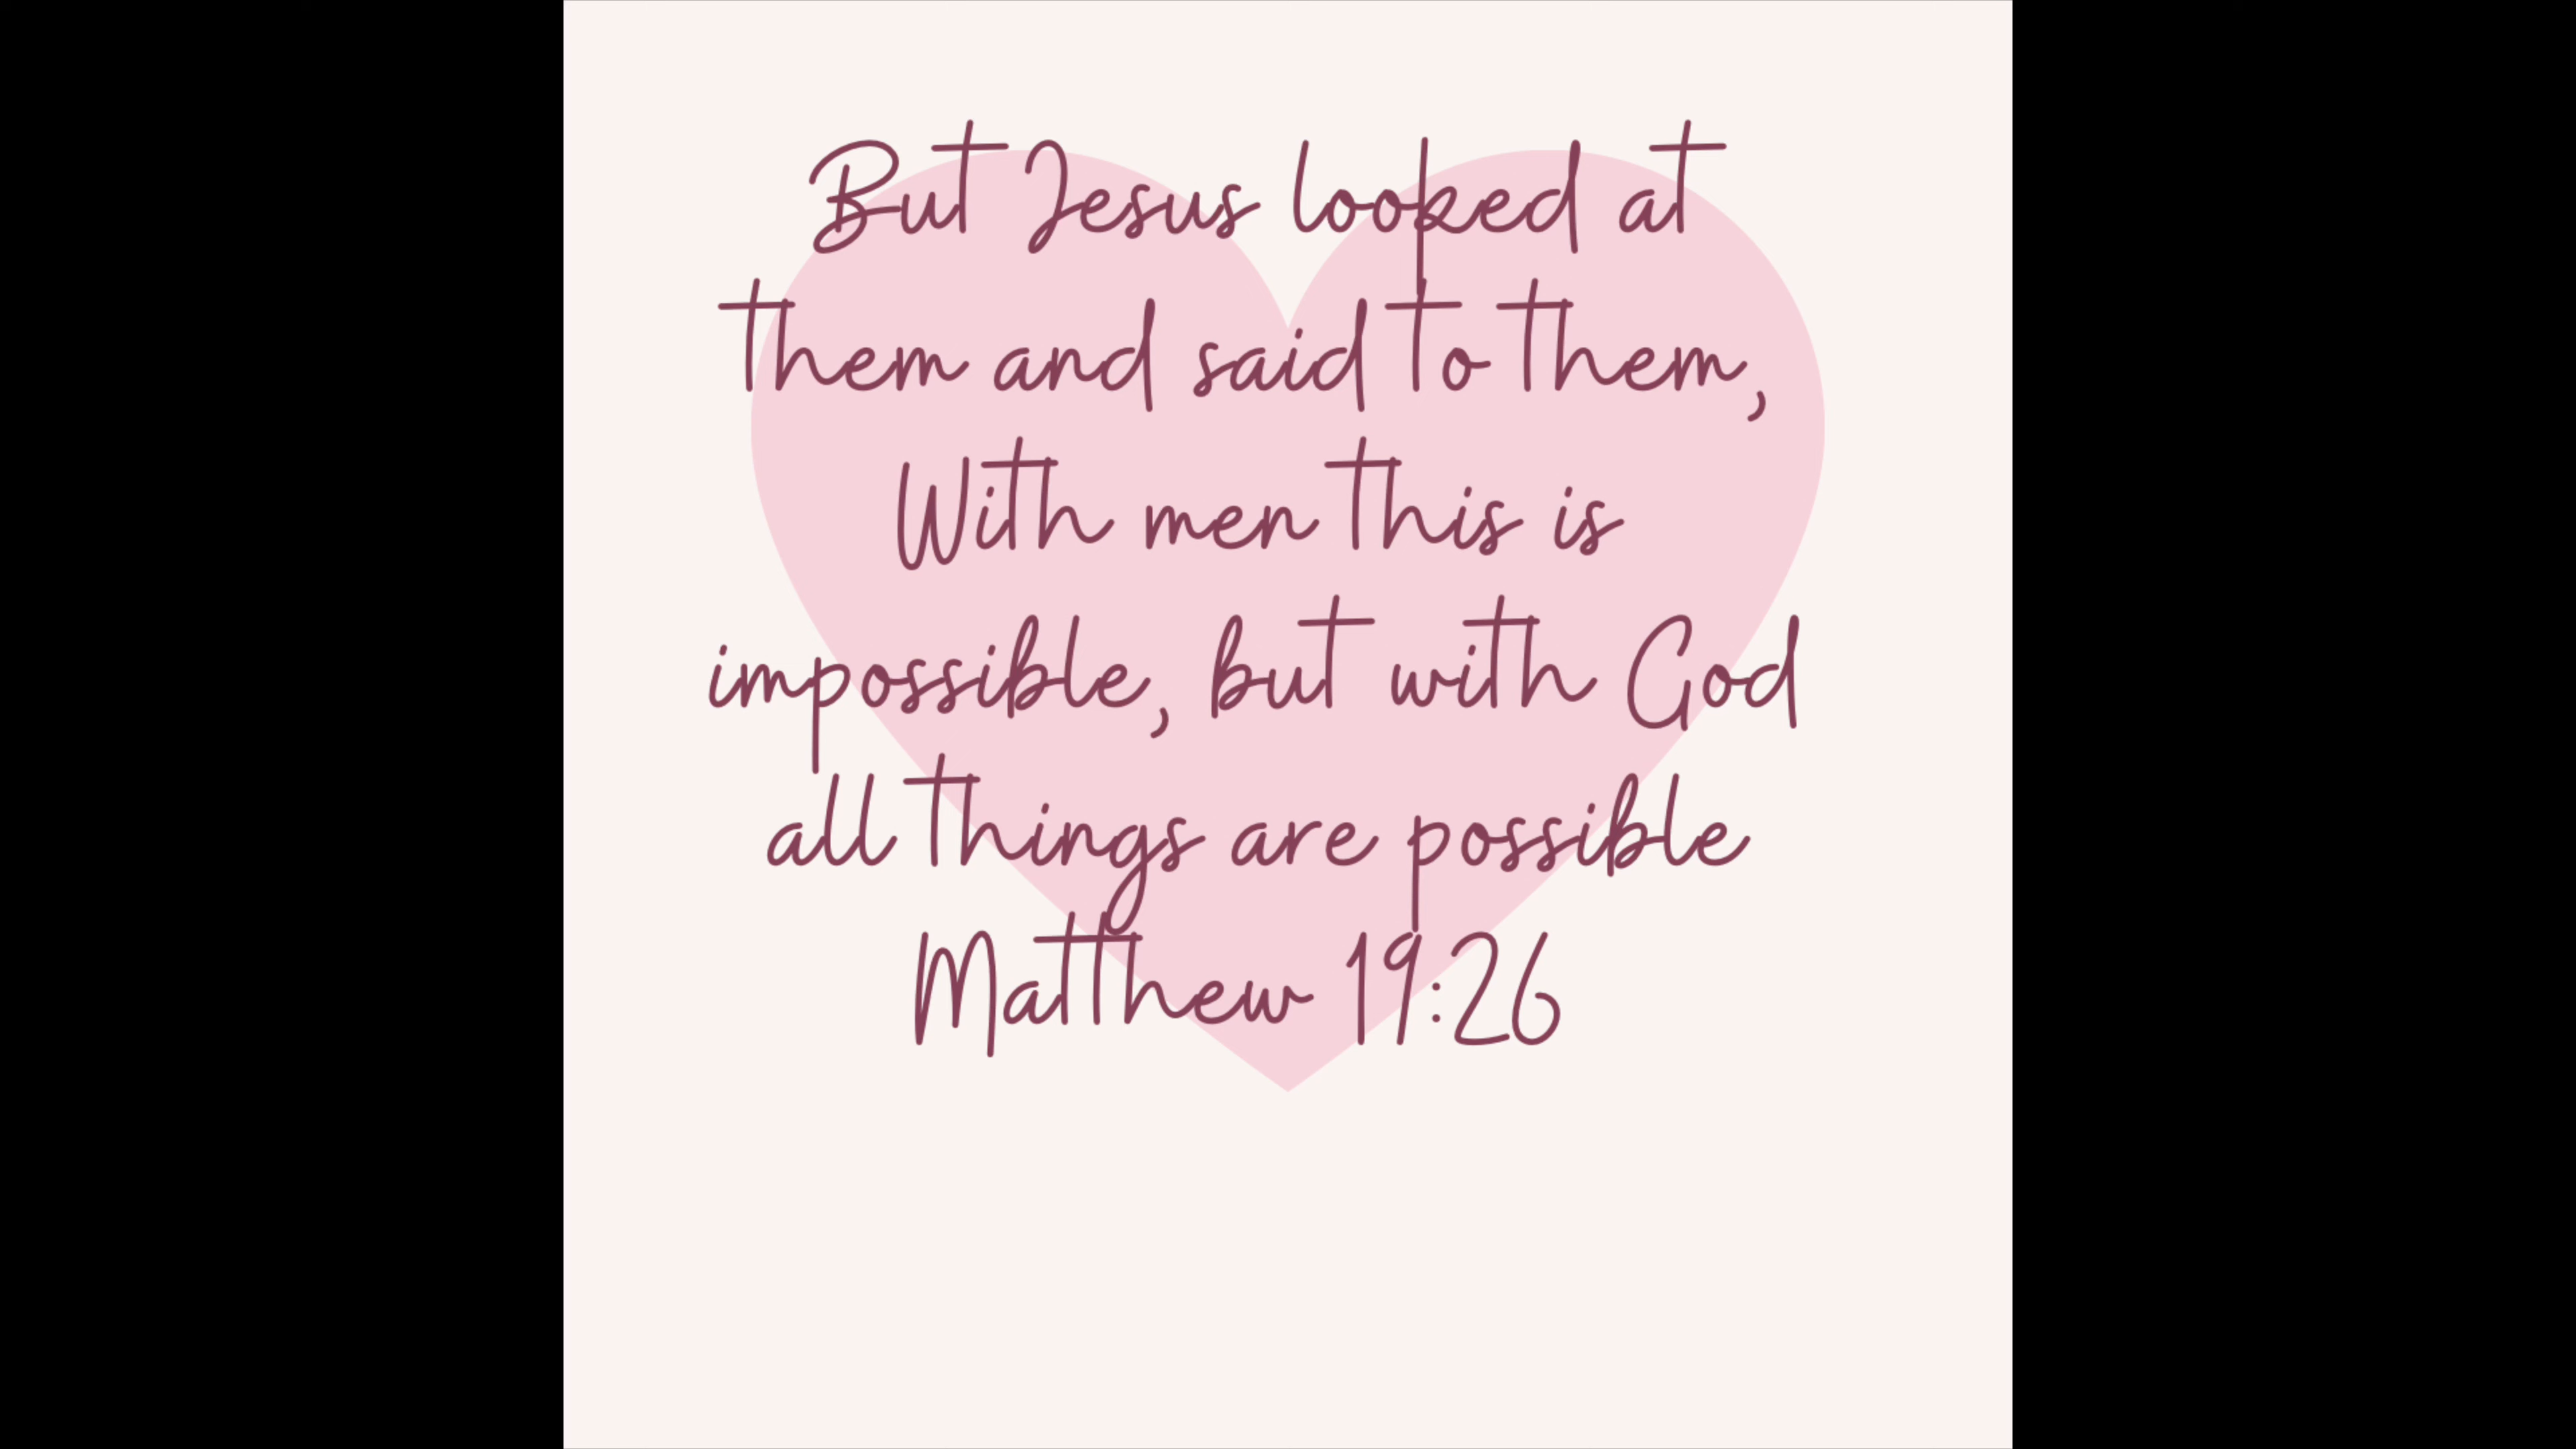 But Jesus looked at
them and said to them,
With men this is
impossible, but with God
all things are possible
Matthew 19:26